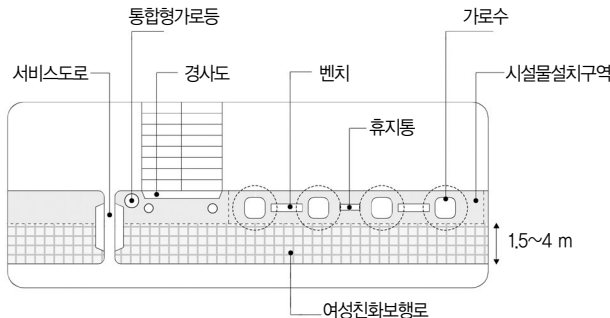 통합형가로등
가로수
서비스도로
경사도
벤치
시설물설치구역
휴지통
1.5~4 m
여성친화보행로